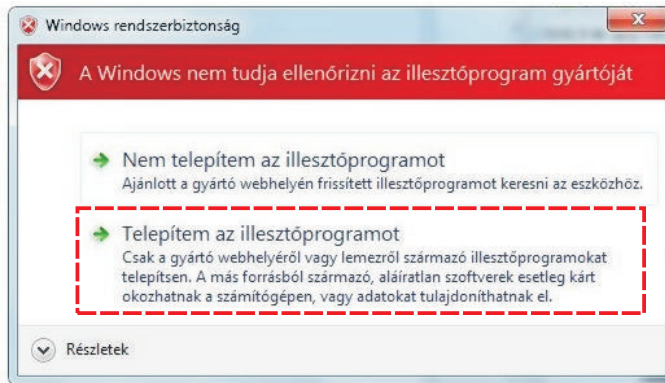 Windows rendszerbiztonság
A Windows nem tudja ellenőrizni az illesztőprogram gyártóját
Nem telepítem az illesztőprogramot
Ajánlott a gyártó webhelyén frissített illesztőprogramot keresni az eszközhöz.
Telepítem az illesztőprogramot
Csak a gyártó webhelyéről vagy lemezről származó illesztőprogramokat
telepítsen. A más forrásból származó, aláíratlan szoftverek esetleg kárt
okozhatnak a számítógépen, vagy adatokat tulajdoníthatnak el.
Részletek